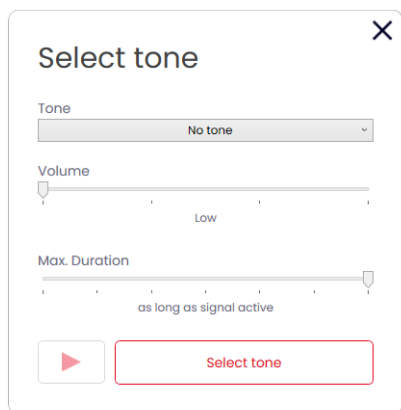 Select tone
Tone
No tone
Volume
Low
Max. Duration
as long as signal active
Select tone